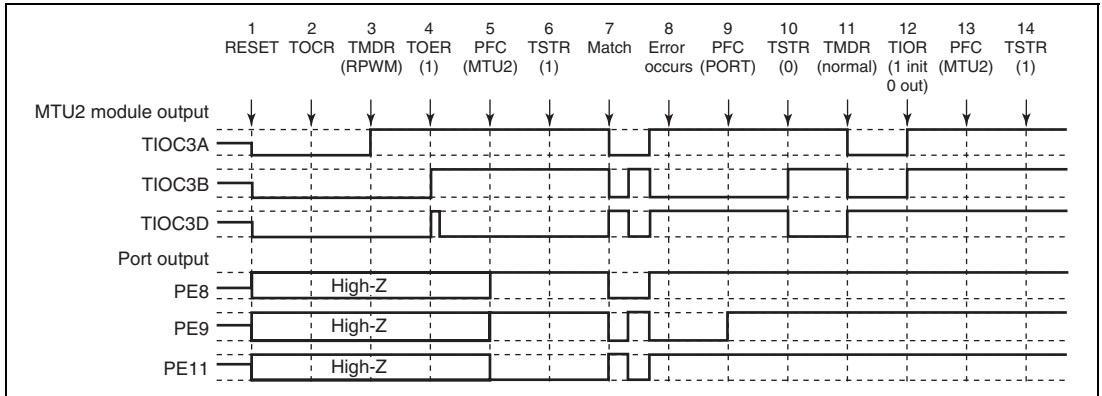 1 2 3 4 5 6 7 8 9 10 11 12 13 14
RESET TOCR TMDR TOER PFC TSTR Match Error PFC TSTR TMDR TIOR PFC TSTR
(RPWM) (1) (MTU2) (1) occurs (PORT) (0) (normal) (1 init (MTU2) (1)
0 out)
MTU2 module output
TIOC3A
TIOC3B
TIOC3D
Port output
PE8 High-Z
PE9 High-Z
PE11 High-Z